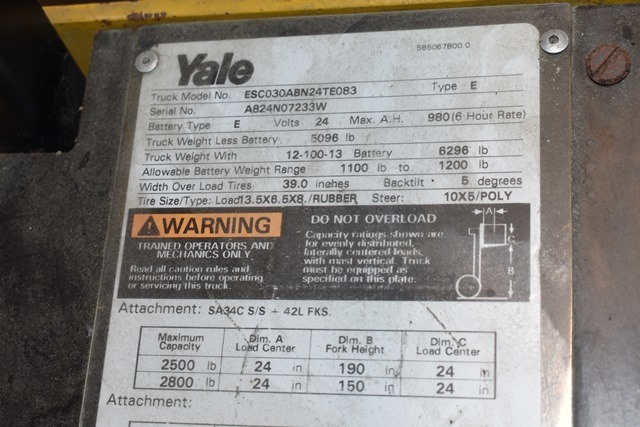 585067800.0
Yale
Truck Model No. ESC030ABN24TE083 Type E
Serial No. A824N07233W
Battery Type E Volts 24 Max. A.H. 980(6 Hour Rate)
Truck Weight Less Battery 5096 lb
Truck Weight With 12-100-13 Battery 6296 lb
Allowable Battery Weight Range 1100 lb to 1200 lb
Width Over Load Tires 39.0 inches Backtilt 5 degrees
Tire Size/Type: Load 13.5X6.5X8./RUBBER Steer: 10X5/POLY
WARNING
TRAINED OPERATORS AND
MECHANICS ONLY
Read all caution rules and
instructions before operating
or servicing this truck.
DO NOT OVERLOAD
Capacity ratings shown are
for evenly distributed,
laterally centered loads,
with mast vertical. Truck
must be equipped as
specified on this plate.
A
C
B
Attachment: SA34C S/S + 42L FKS.
Maximum Capacity Dim. A Load Center Dim. B Fork Height Dim. C Load Center
2500 lb 24 in 190 in 24 in
2800 lb 24 in 150 in 24 in
Attachment: